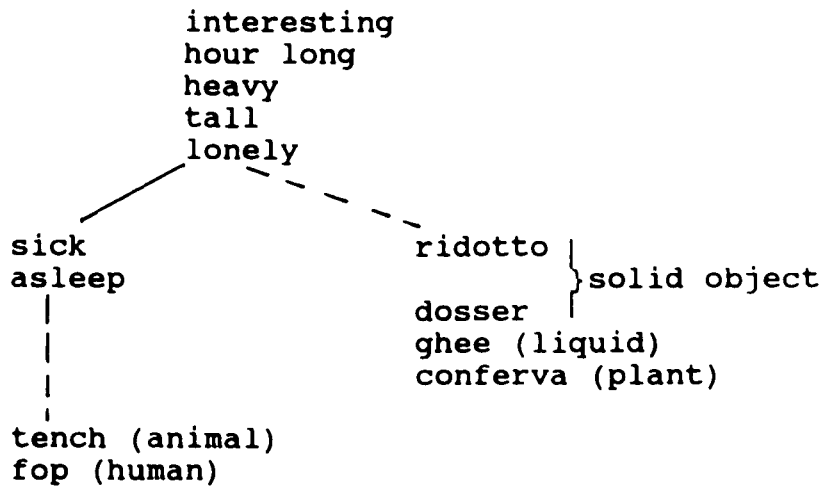 interesting
hour long
heavy
tall
lonely
sick
asleep
ridotto
solid object
dosser
ghee (liquid)
conferva (plant)
tench (animal)
fop (human)